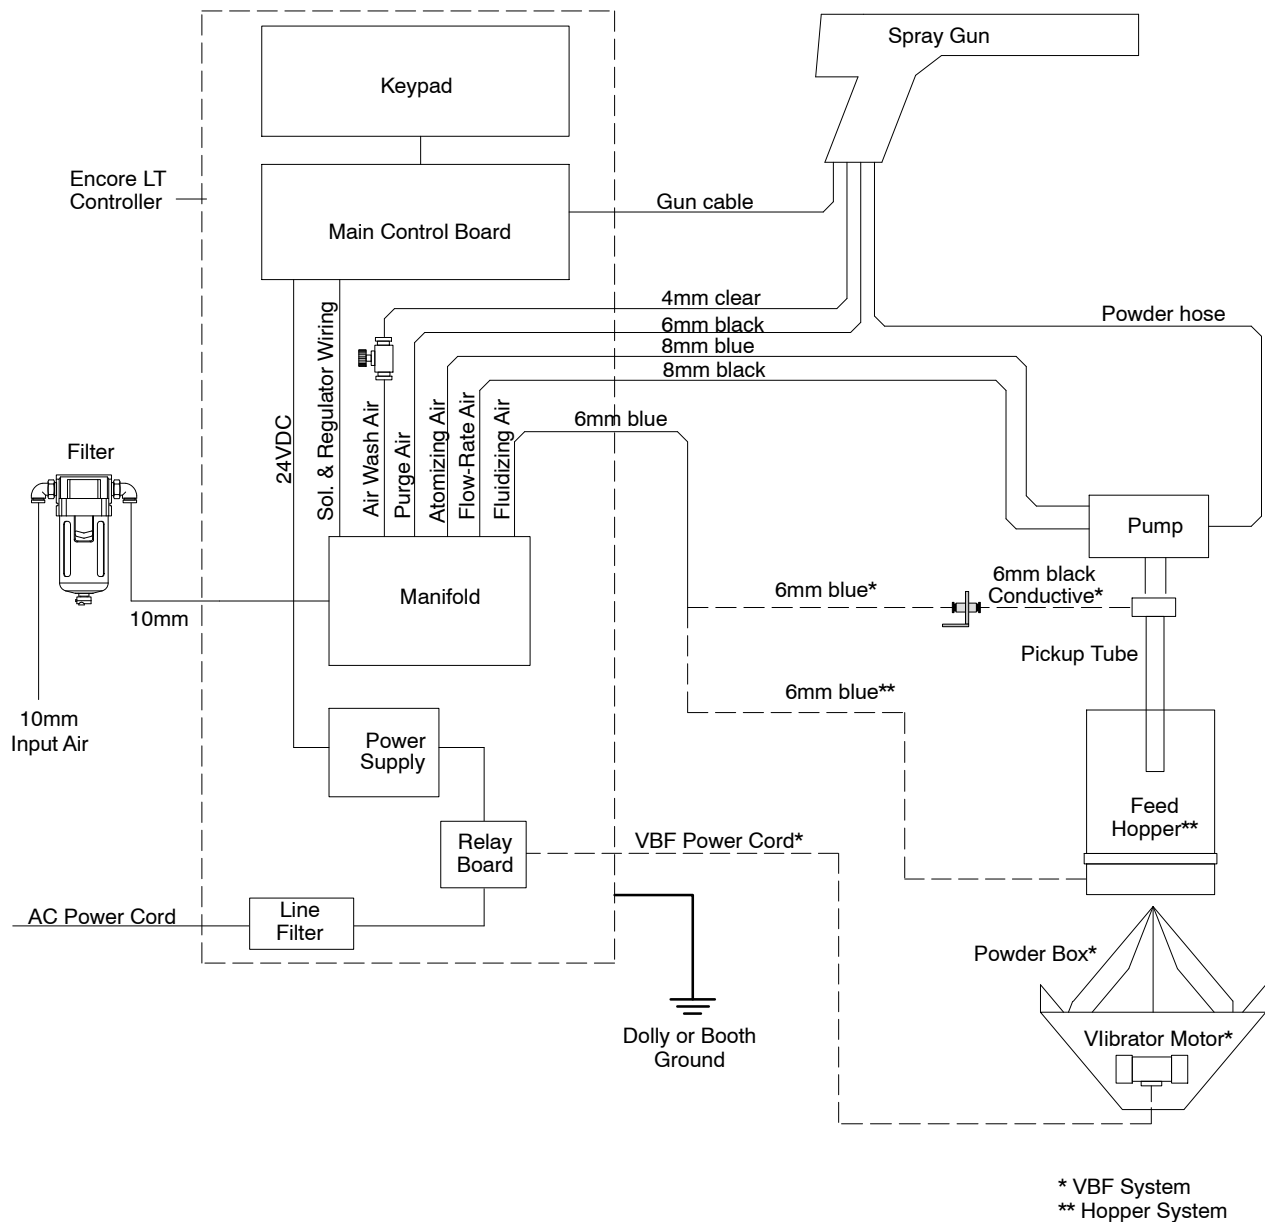 Spray Gun
Keypad
Encore LT
Controller
Gun cable
Main Control Board
4mm clear
6mm black
Powder hose
8mm blue
8mm black
6mm blue
24VDC
Sol. & Regulator Wiring
Air Wash Air
Purge Air
Atomizing Air
Flow-Rate Air
Fluidizing Air
Filter
Pump
Manifold
10mm
6mm blue*
6mm black
Conductive*
Pickup Tube
6mm blue**
10mm
Input Air
Power
Supply
Feed
Hopper**
Relay
Board
VBF Power Cord*
AC Power Cord
Line
Filter
Powder Box*
Dolly or Booth
Ground
Vlibrator Motor*
* VBF System
** Hopper System